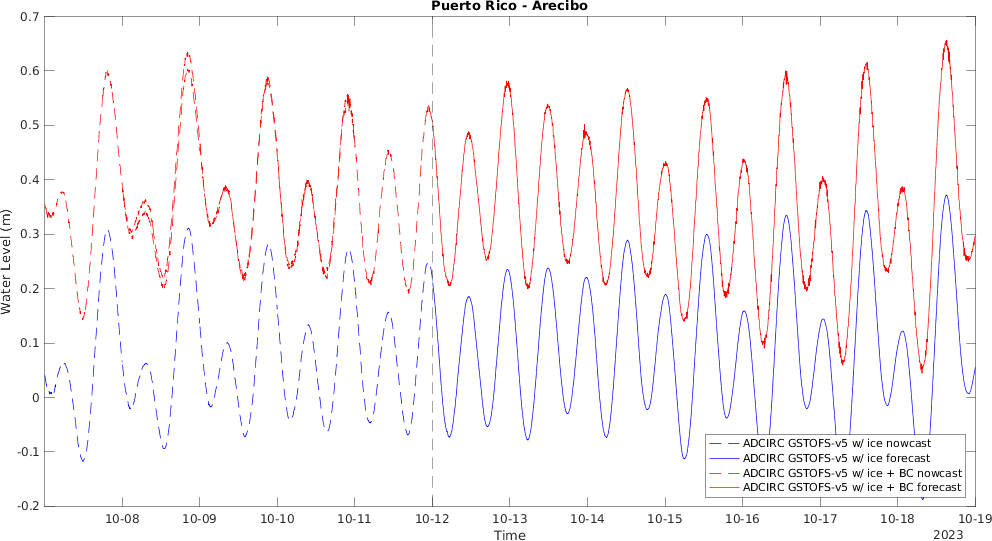 Puerto Rico - Arecibo
0.7
0.6
0.5
0.4
0.3
0.2
0.1
0
-0.1
-0.2
Water Level (m)
ADCIRC GSTOFS-v5 w/ ice nowcast
ADCIRC GSTOFS-v5 w/ ice forecast
ADCIRC GSTOFS-v5 w/ ice + BC nowcast
ADCIRC GSTOFS-v5 w/ ice + BC forecast
10-08 10-09 10-10 10-11 10-12 10-13 10-14 10-15 10-16 10-17 10-18 10-19
Time
2023